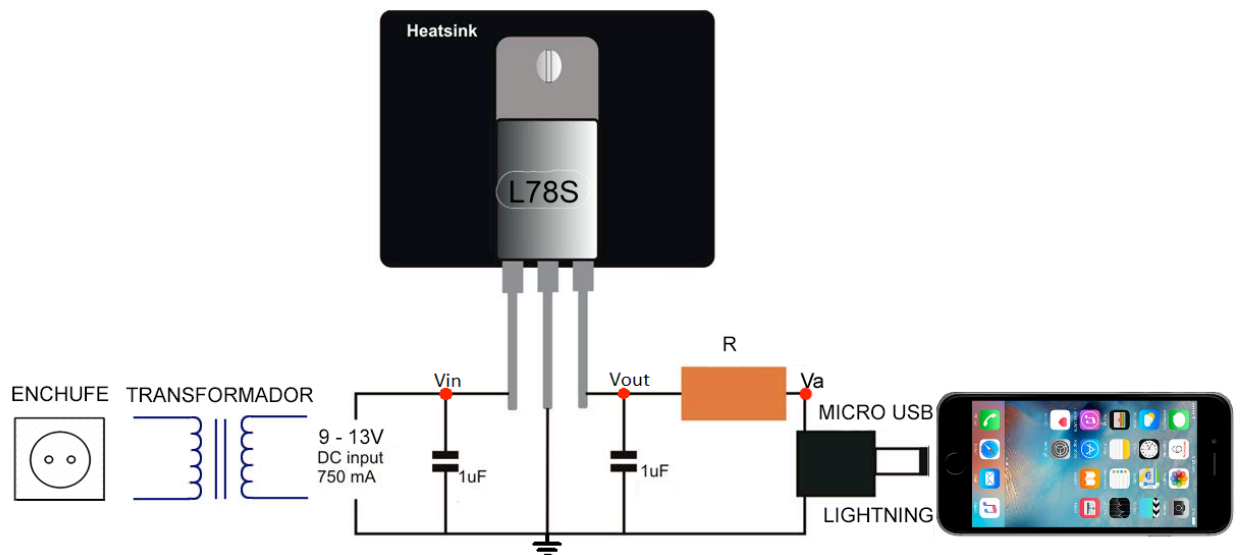 Heatsink
L78S
R
Vin
Vout
Va
ENCHUFE
TRANSFORMADOR
MICRO USB
9 - 13V
DC input
750 mA
1uF
1uF
LIGHTNING